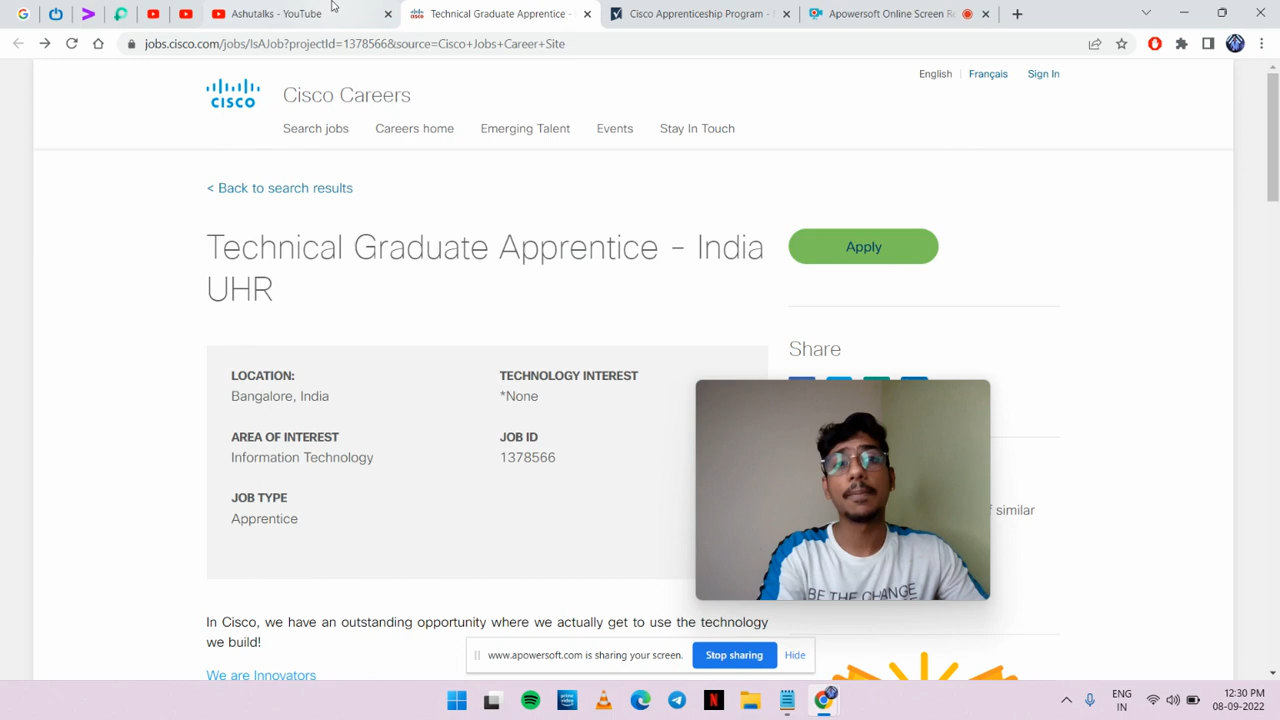 Ashutalks - YouTube
Technical Graduate Apprentice -
Cisco Apprenticeship Program -
Apowersoft Online Screen Re
jobs.cisco.com/jobs/IsAJob?projectId=1378566&source=Cisco+Jobs+Career+Site
English
Français
Sign In
CISCO
Cisco Careers
Search jobs
Careers home
Emerging Talent
Events
Stay In Touch
< Back to search results
Technical Graduate Apprentice - India
UHR
Apply
Share
LOCATION:
Bangalore, India
TECHNOLOGY INTEREST
*None
AREA OF INTEREST
Information Technology
JOB ID
1378566
JOB TYPE
Apprentice
f similar
BE THE CHANGE
In Cisco, we have an outstanding opportunity where we actually get to use the technology
we build!
We are Innovators
www.apowersoft.com is sharing your screen.
Stop sharing
Hide
ENG
IN
12:30 PM
08-09-2022